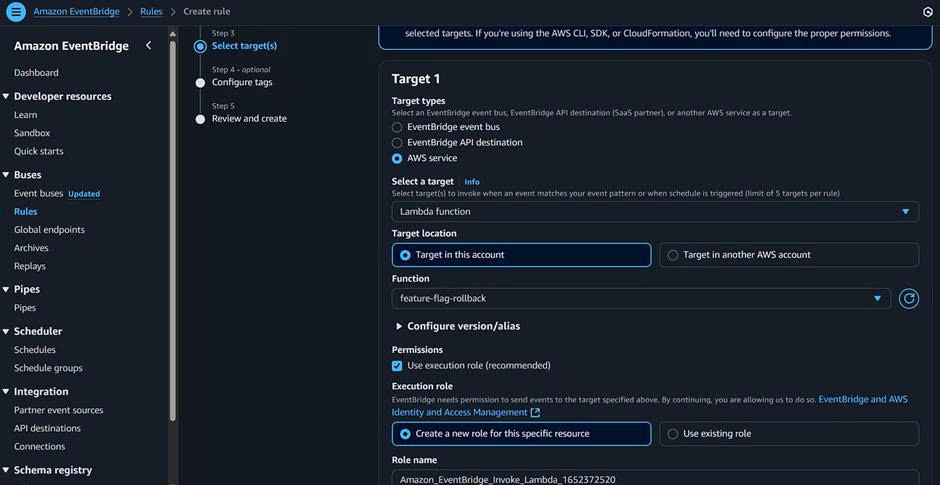 Amazon EventBridge > Rules > Create rule
Amazon EventBridge
Dashboard
Developer resources
Learn
Sandbox
Quick starts
Buses
Event buses Updated
Rules
Global endpoints
Archives
Replays
Pipes
Pipes
Scheduler
Schedules
Schedule groups
Integration
Partner event sources
API destinations
Connections
Schema registry
Step 3
Select target(s)
Step 4 - optional
Configure tags
Step 5
Review and create
selected targets. If you're using the AWS CLI, SDK, or CloudFormation, you'll need to configure the proper permissions.
Target 1
Target types
Select an EventBridge event bus, EventBridge API destination (SaaS partner), or another AWS service as a target.
EventBridge event bus
EventBridge API destination
AWS service
Select a target Info
Select target(s) to invoke when an event matches your event pattern or when schedule is triggered (limit of 5 targets per rule)
Lambda function
Target location
Target in this account
Target in another AWS account
Function
feature-flag-rollback
Configure version/alias
Permissions
Use execution role (recommended)
Execution role
EventBridge needs permission to send events to the target specified above. By continuing, you are allowing us to do so. EventBridge and AWS
Identity and Access Management
Create a new role for this specific resource
Use existing role
Role name
Amazon_EventBridge_Invoke_Lambda_1652372520